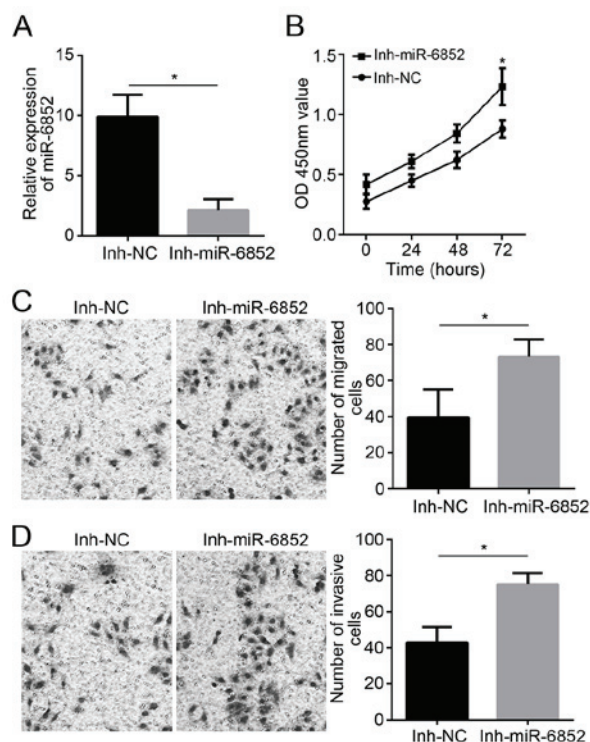 A
Relative expression
of miR-6852
15
10
5
0
*
Inh-NC Inh-miR-6852
B
Inh-miR-6852
Inh-NC
OD 450nm value
1.5
1.0
0.5
0.0
*
0 24 48 72
Time (hours)
C
Inh-NC Inh-miR-6852
Number of migrated
cells
100
80
60
40
20
0
*
Inh-NC Inh-miR-6852
D
Inh-NC Inh-miR-6852
Number of invasive
cells
100
80
60
40
20
0
*
Inh-NC Inh-miR-6852